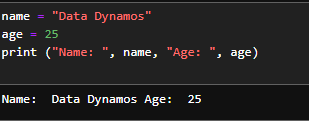 name = "Data Dynamos"
age = 25
print ("Name: ", name, "Age: ", age)
Name:  Data Dynamos Age:  25